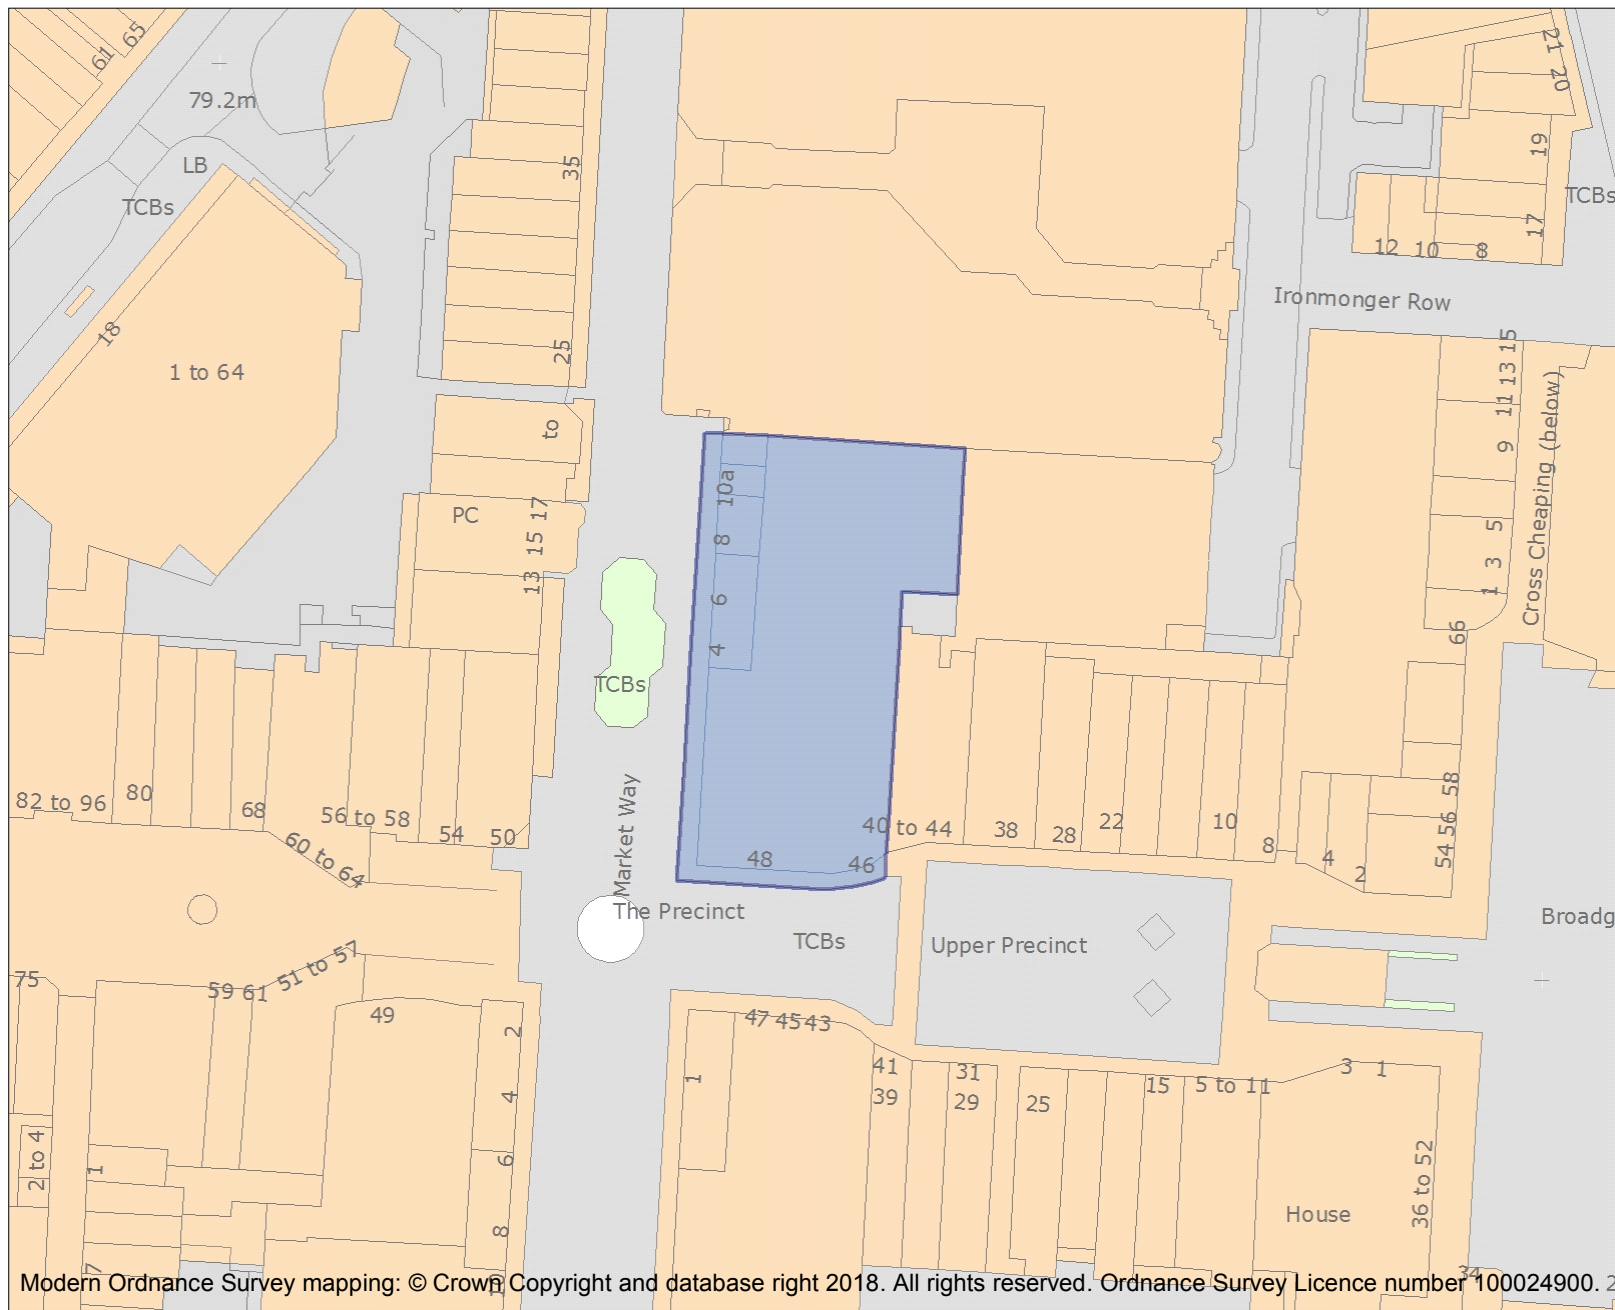 61
65
79.2m
LB
TCBs
18
1 to 64
35
25
to
PC
17
15
13
10a
8
6
4
TCBs
Market Way
21
20
19
17
TCBs
12
10
8
Ironmonger Row
15
13
11
9
5
3
1
66
Cross Cheaping (below)
82 to 96
80
68
60 to 64
56 to 58
54
50
48
46
40 to 44
38
28
22
10
8
4
2
58
56
54
The Precinct
TCBs
Upper Precinct
Broadg
75
59
61
51 to 57
49
2
4
6
8
10
2 to 4
1
7
47
45
43
1
41
39
31
29
25
15
5 to 11
3
1
36 to 52
House
34
2
Modern Ordnance Survey mapping: © Crown Copyright and database right 2018. All rights reserved. Ordnance Survey Licence number 100024900.